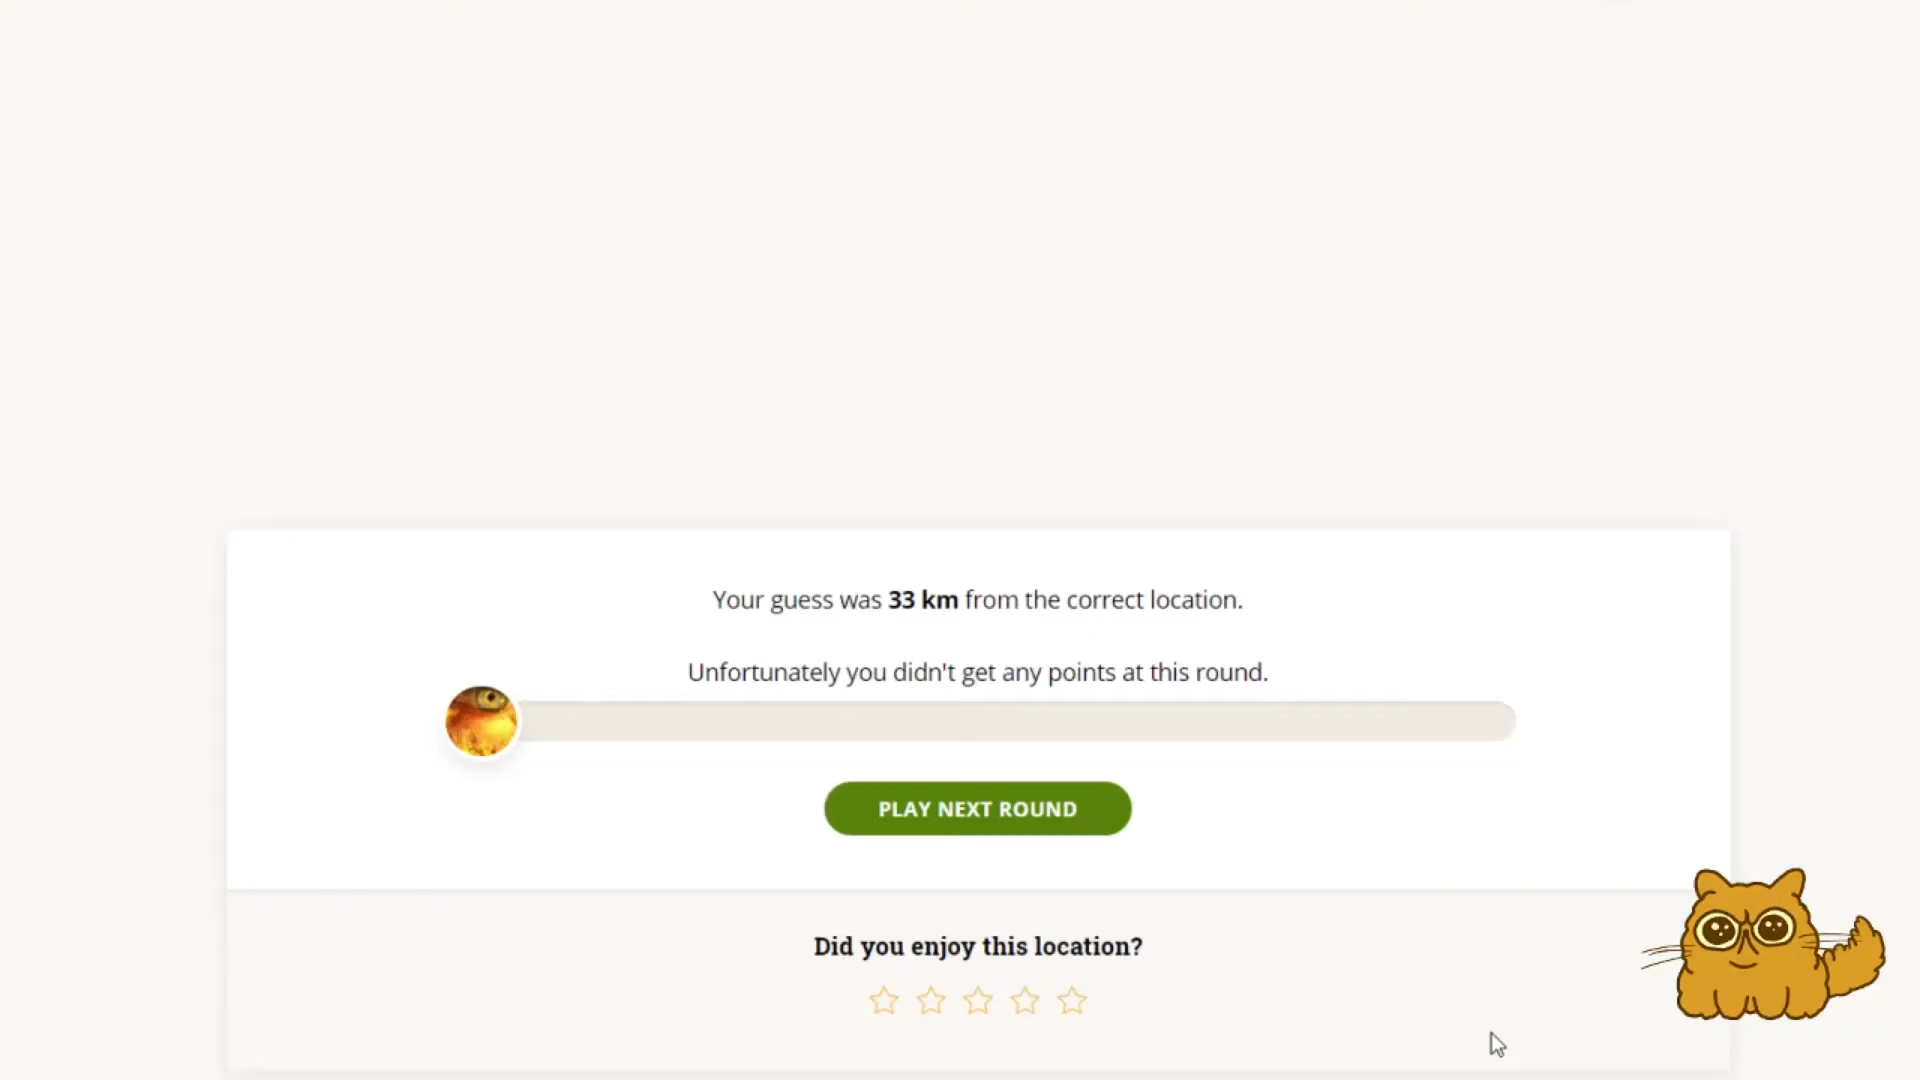 Your guess was 33 km from the correct location.
Unfortunately you didn't get any points at this round.
PLAY NEXT ROUND
Did you enjoy this location?